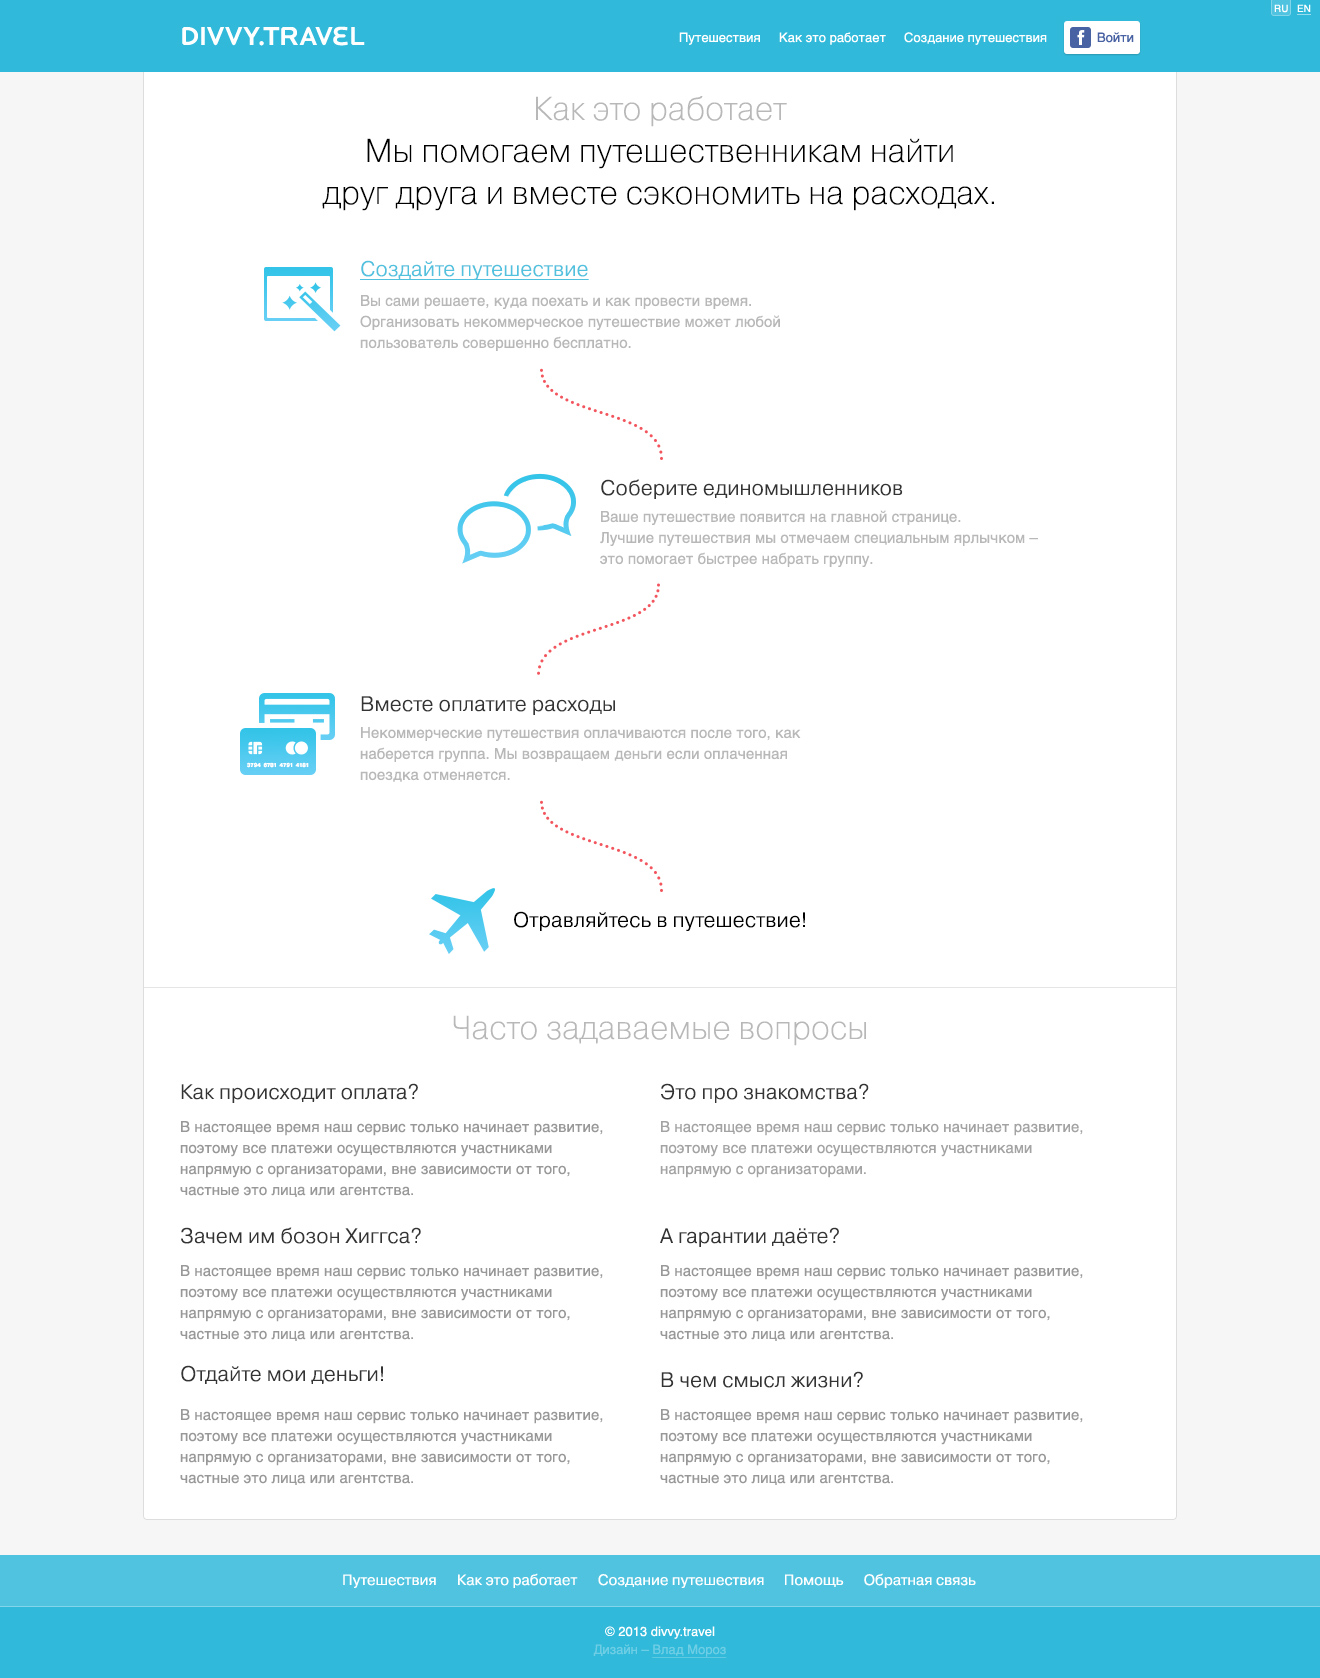 RU EN
DIVVY.TRAVEL
Путешествия Как это работает Создание путешествия Войти
Как это работает
Мы помогаем путешественникам найти
друг друга и вместе сэкономить на расходах.
Создайте путешествие
Вы сами решаете, куда поехать и как провести время.
Организовать некоммерческое путешествие может любой
пользователь совершенно бесплатно.
Соберите единомышленников
Ваше путешествие появится на главной странице.
Лучшие путешествия мы отмечаем специальным ярлычком –
это помогает быстрее набрать группу.
Вместе оплатите расходы
Некоммерческие путешествия оплачиваются после того, как
наберется группа. Мы возвращаем деньги если оплаченная
поездка отменяется.
Отравляйтесь в путешествие!
Часто задаваемые вопросы
Как происходит оплата?
В настоящее время наш сервис только начинает развитие,
поэтому все платежи осуществляются участниками
напрямую с организаторами, вне зависимости от того,
частные это лица или агентства.
Это про знакомства?
В настоящее время наш сервис только начинает развитие,
поэтому все платежи осуществляются участниками
напрямую с организаторами.
Зачем им бозон Хиггса?
В настоящее время наш сервис только начинает развитие,
поэтому все платежи осуществляются участниками
напрямую с организаторами, вне зависимости от того,
частные это лица или агентства.
А гарантии даёте?
В настоящее время наш сервис только начинает развитие,
поэтому все платежи осуществляются участниками
напрямую с организаторами, вне зависимости от того,
частные это лица или агентства.
Отдайте мои деньги!
В настоящее время наш сервис только начинает развитие,
поэтому все платежи осуществляются участниками
напрямую с организаторами, вне зависимости от того,
частные это лица или агентства.
В чем смысл жизни?
В настоящее время наш сервис только начинает развитие,
поэтому все платежи осуществляются участниками
напрямую с организаторами, вне зависимости от того,
частные это лица или агентства.
Путешествия Как это работает Создание путешествия Помощь Обратная связь
© 2013 divvy.travel
Дизайн – Влад Мороз